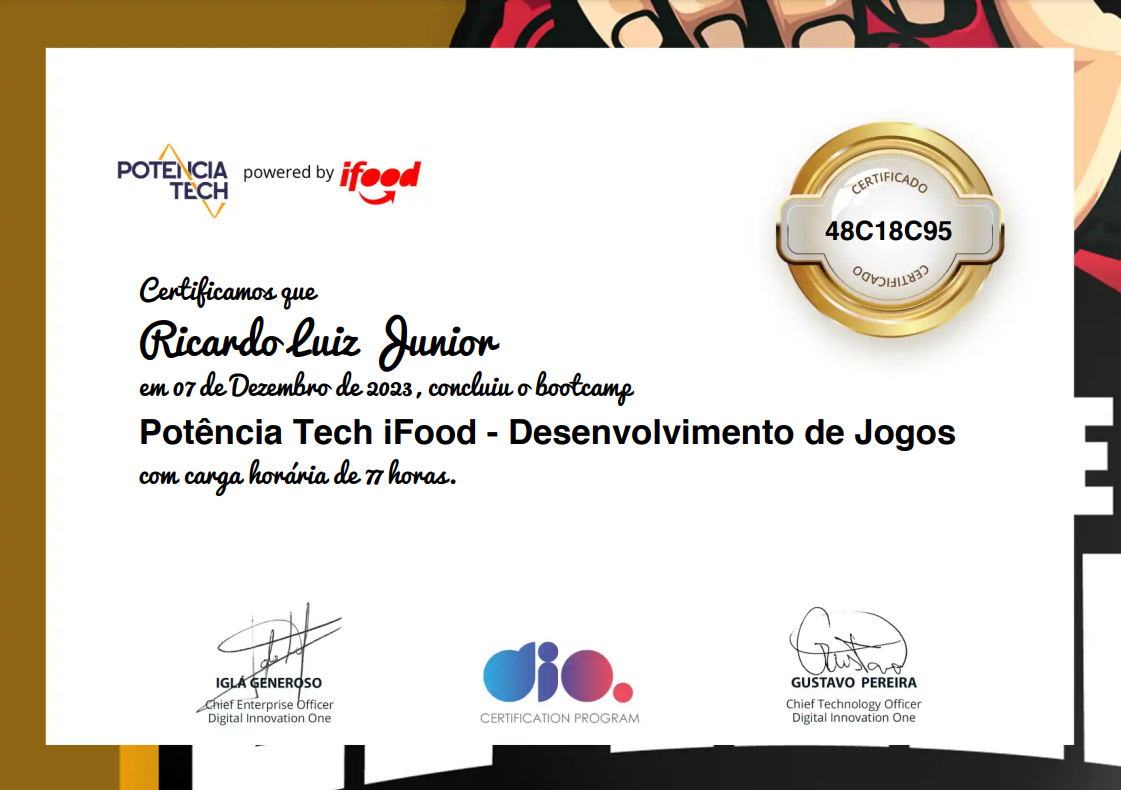 POTÊNCIA
TECH
powered by
ifood
CERTIFICADO
48C18C95
CERTIFICADO
Certificamos que
Ricardo Luiz Junior
em 07 de Dezembro de 2023, concluiu o bootcamp
Potência Tech iFood - Desenvolvimento de Jogos
com carga horária de 77 horas.
E
IGLÁ GENEROSO
Chief Enterprise Officer
Digital Innovation One
dio.
CERTIFICATION PROGRAM
Gustavo
GUSTAVO PEREIRA
Chief Technology Officer
Digital Innovation One